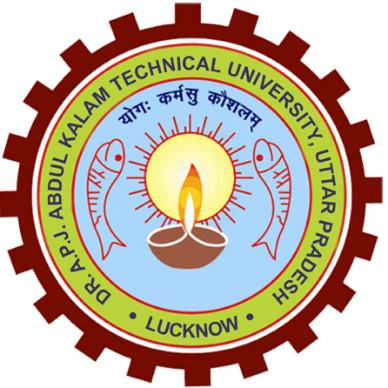 DR. A.P.J. ABDUL KALAM TECHNICAL UNIVERSITY, UTTAR PRADESH
योगः कर्मसु कौशलम्
• LUCKNOW •